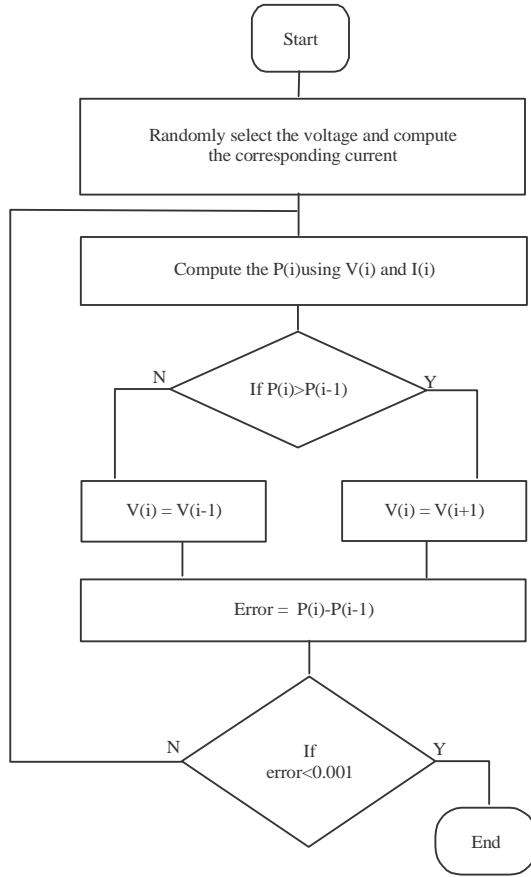 Start
Randomly select the voltage and compute
the corresponding current
Compute the P(i)using V(i) and I(i)
If P(i)>P(i-1)
N
Y
V(i) = V(i-1)
V(i) = V(i+1)
Error = P(i)-P(i-1)
If
error<0.001
N
Y
End